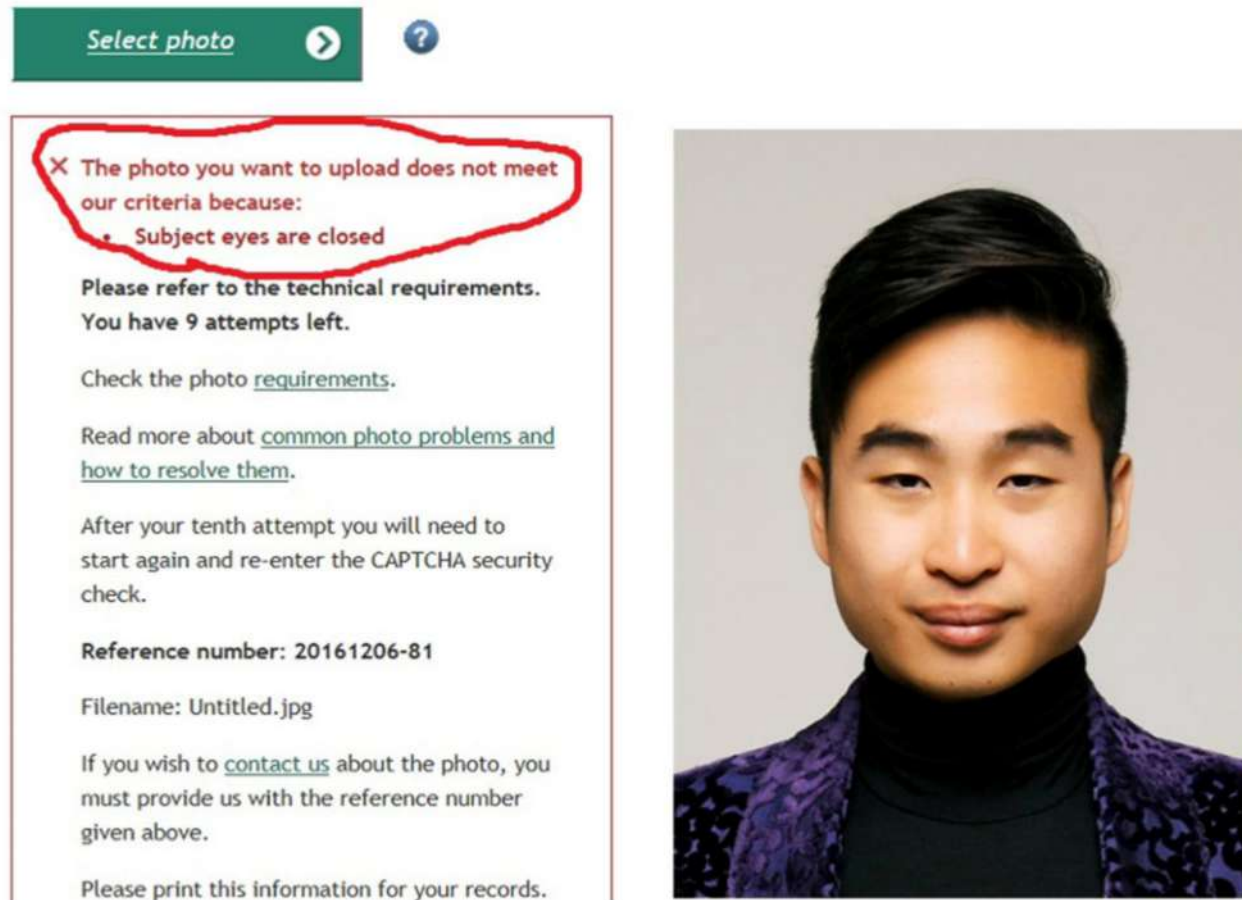 Select photo
?
× The photo you want to upload does not meet
our criteria because:
• Subject eyes are closed
Please refer to the technical requirements.
You have 9 attempts left.
Check the photo requirements.
Read more about common photo problems and
how to resolve them.
After your tenth attempt you will need to
start again and re-enter the CAPTCHA security
check.
Reference number: 20161206-81
Filename: Untitled.jpg
If you wish to contact us about the photo, you
must provide us with the reference number
given above.
Please print this information for your records.